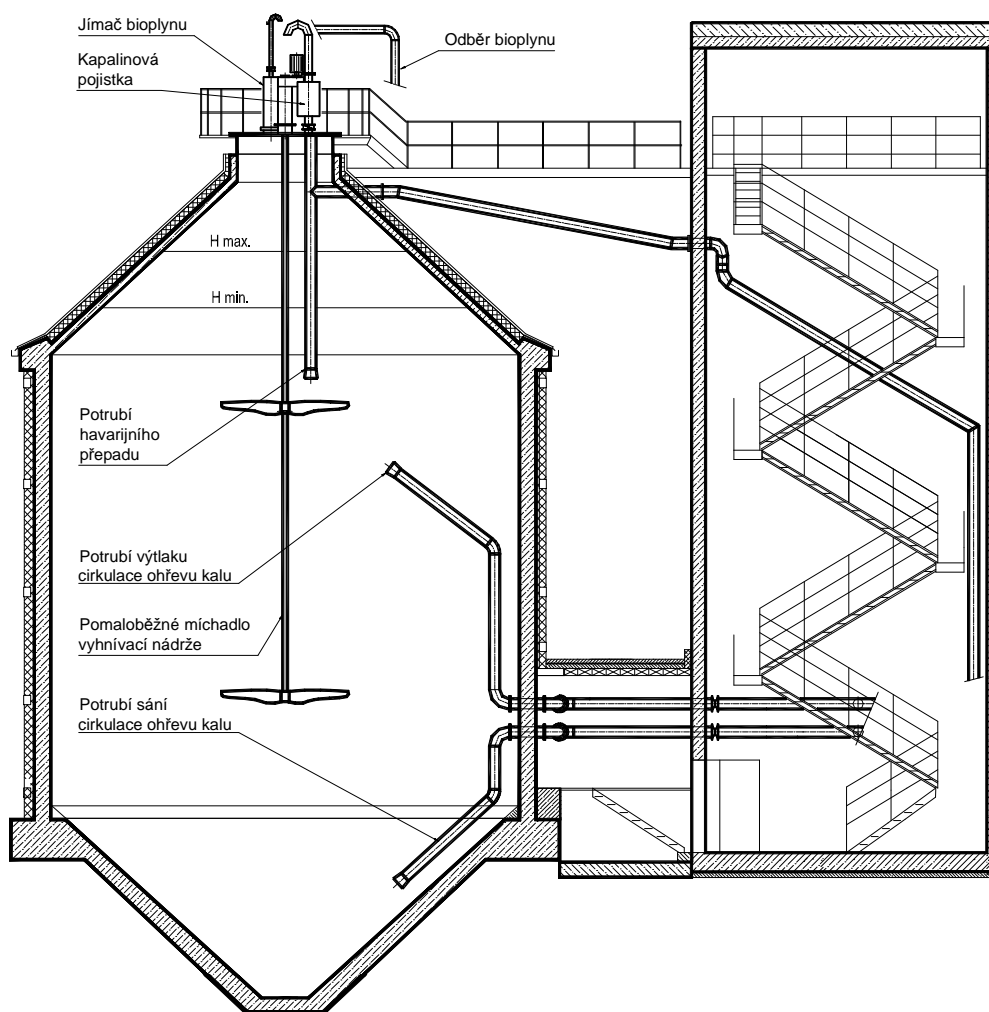 Jímač bioplynu
Kapalinová
pojistka
Odběr bioplynu
H max.
H min.
Potrubí
havarijního
přepadu
Potrubí výtlaku
cirkulace ohřevu kalu
Pomaloběžné míchadlo
vyhnívací nádrže
Potrubí sání
cirkulace ohřevu kalu